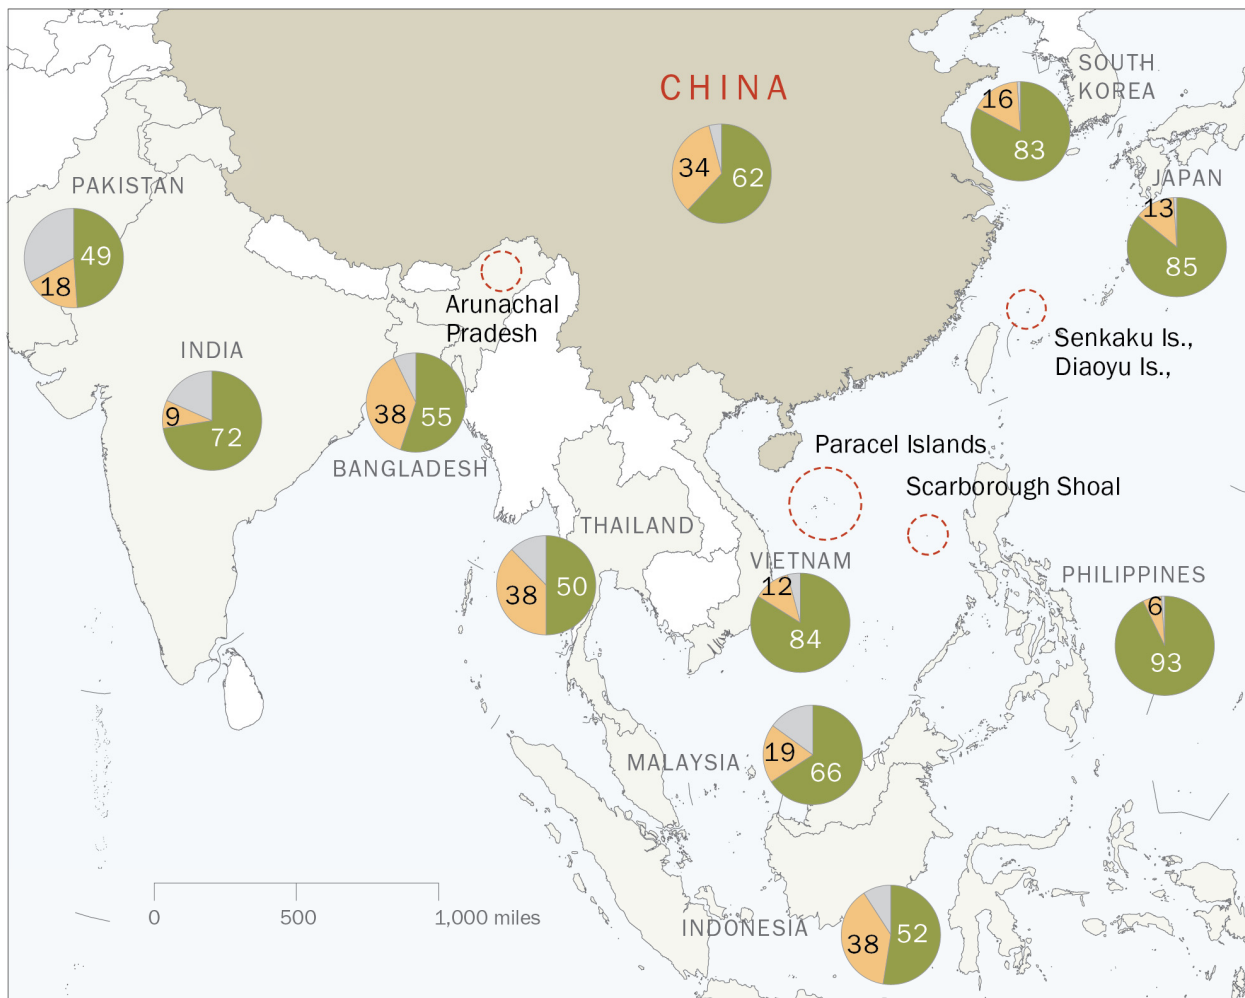 SOUTH
KOREA
CHINA
16
83
34
62
PAKISTAN
JAPAN
13
85
49
18
Arunachal
Pradesh
Senkaku Is.,
Diaoyu Is.,
INDIA
9
72
38
55
BANGLADESH
Paracel Islands
Scarborough Shoal
THAILAND
38
50
VIETNAM
12
84
PHILIPPINES
6
93
MALAYSIA
19
66
0 500 1,000 miles
INDONESIA
38
52